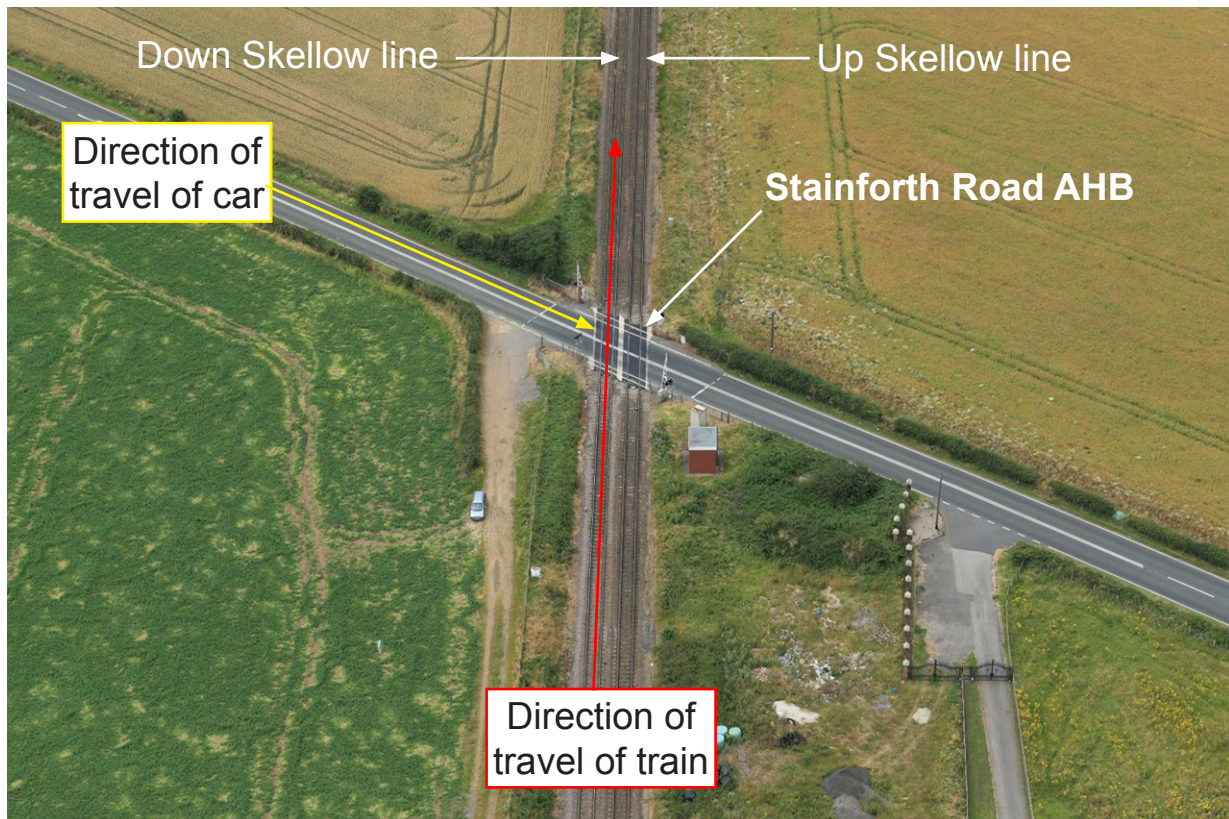 Down Skellow line
Up Skellow line
Direction of
travel of car
Stainforth Road AHB
Direction of
travel of train